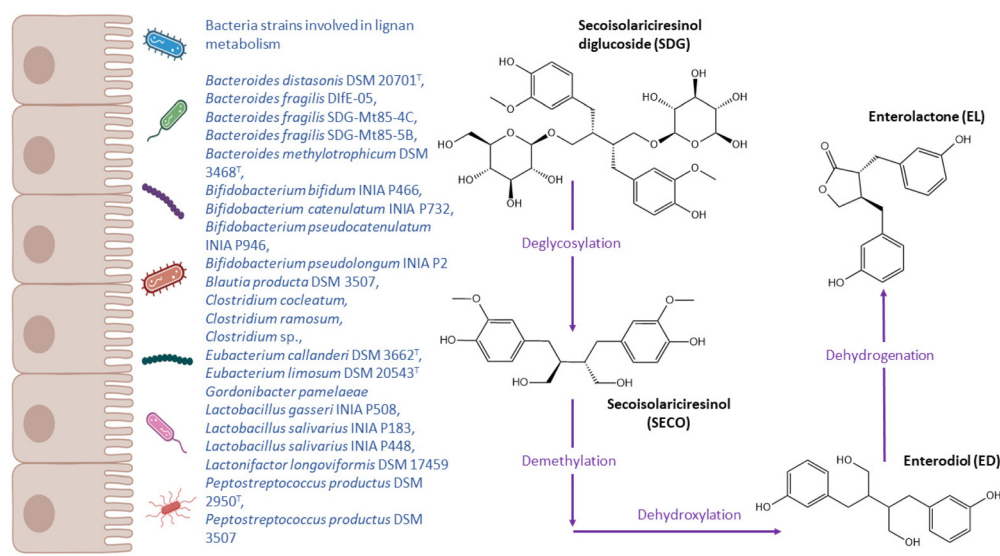 Bacteria strains involved in lignan
metabolism
Bacteroides distasonis DSM 20701ᵀ,
Bacteroides fragilis DIfE-05,
Bacteroides fragilis SDG-Mt85-4C,
Bacteroides fragilis SDG-Mt85-5B,
Bacteroides methylotrophicum DSM
3468ᵀ,
Bifidobacterium bifidum INIA P466,
Bifidobacterium catenulatum INIA P732,
Bifidobacterium pseudocatenulatum
INIA P946,
Bifidobacterium pseudolongum INIA P2
Blautia producta DSM 3507,
Clostridium cocleatum,
Clostridium ramosum,
Clostridium sp.,
Eubacterium callanderi DSM 3662ᵀ,
Eubacterium limosum DSM 20543ᵀ
Gordonibacter pamelaeae
Lactobacillus gasseri INIA P508,
Lactobacillus salivarius INIA P183,
Lactobacillus salivarius INIA P448,
Lactonifactor longoviformis DSM 17459
Peptostreptococcus productus DSM
2950ᵀ,
Peptostreptococcus productus DSM
3507
Secoisolariciresinol
diglucoside (SDG)
HO
O
OH
HO
OH
O
O
O
OH
HO
O
O
HO
OH
OH
O
OH
Deglycosylation
O
O
HO
OH
HO
OH
Secoisolariciresinol
(SECO)
Demethylation
Dehydroxylation
Enterodiol (ED)
HO
HO
OH
OH
Dehydrogenation
Enterolactone (EL)
OH
O
O
HO